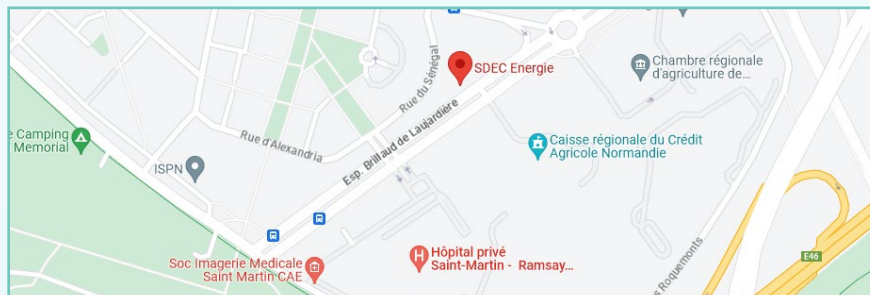 SDEC Energie
Chambre régionale
d'agriculture de...
Rue du Sénégal
Esp. Brillaud de Laujardière
Rue d'Alexandria
Camping
Memorial
ISPN
Caisse régionale du Crédit
Agricole Normandie
Hôpital privé
Saint-Martin - Ramsay...
Soc Imagerie Medicale
Saint Martin CAE
Roquemonts
E46